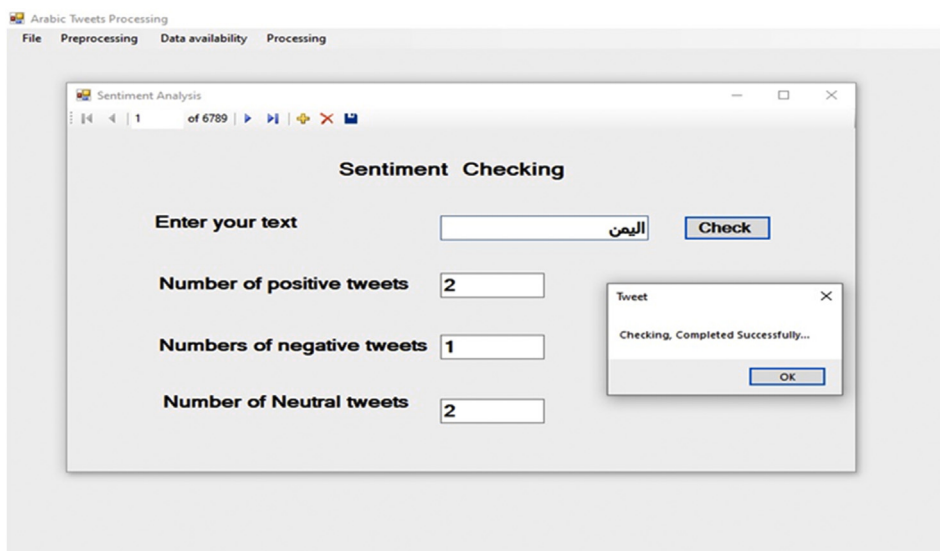 Arabic Tweets Processing
File Preprocessing Data availability Processing
Sentiment Analysis
1 of 6789
Sentiment Checking
Enter your text اليمن Check
Number of positive tweets 2
Tweet
Checking, Completed Successfully...
Numbers of negative tweets 1
OK
Number of Neutral tweets 2